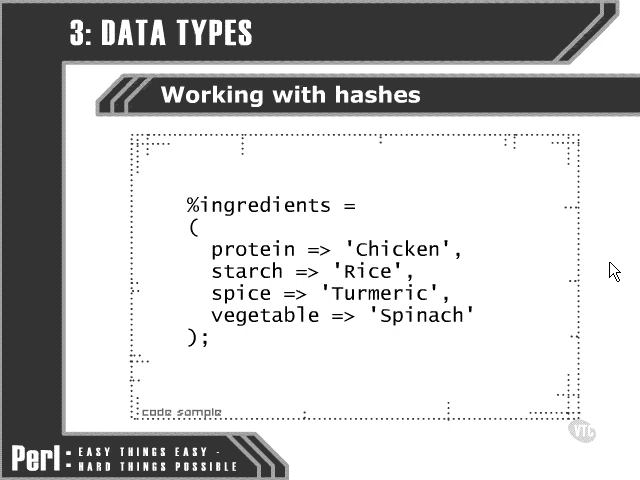 3: DATA TYPES
Working with hashes
%ingredients =
(
  protein => 'Chicken',
  starch => 'Rice',
  spice => 'Turmeric',
  vegetable => 'Spinach'
);
code sample
VTC
Perl: EASY THINGS EASY -
HARD THINGS POSSIBLE